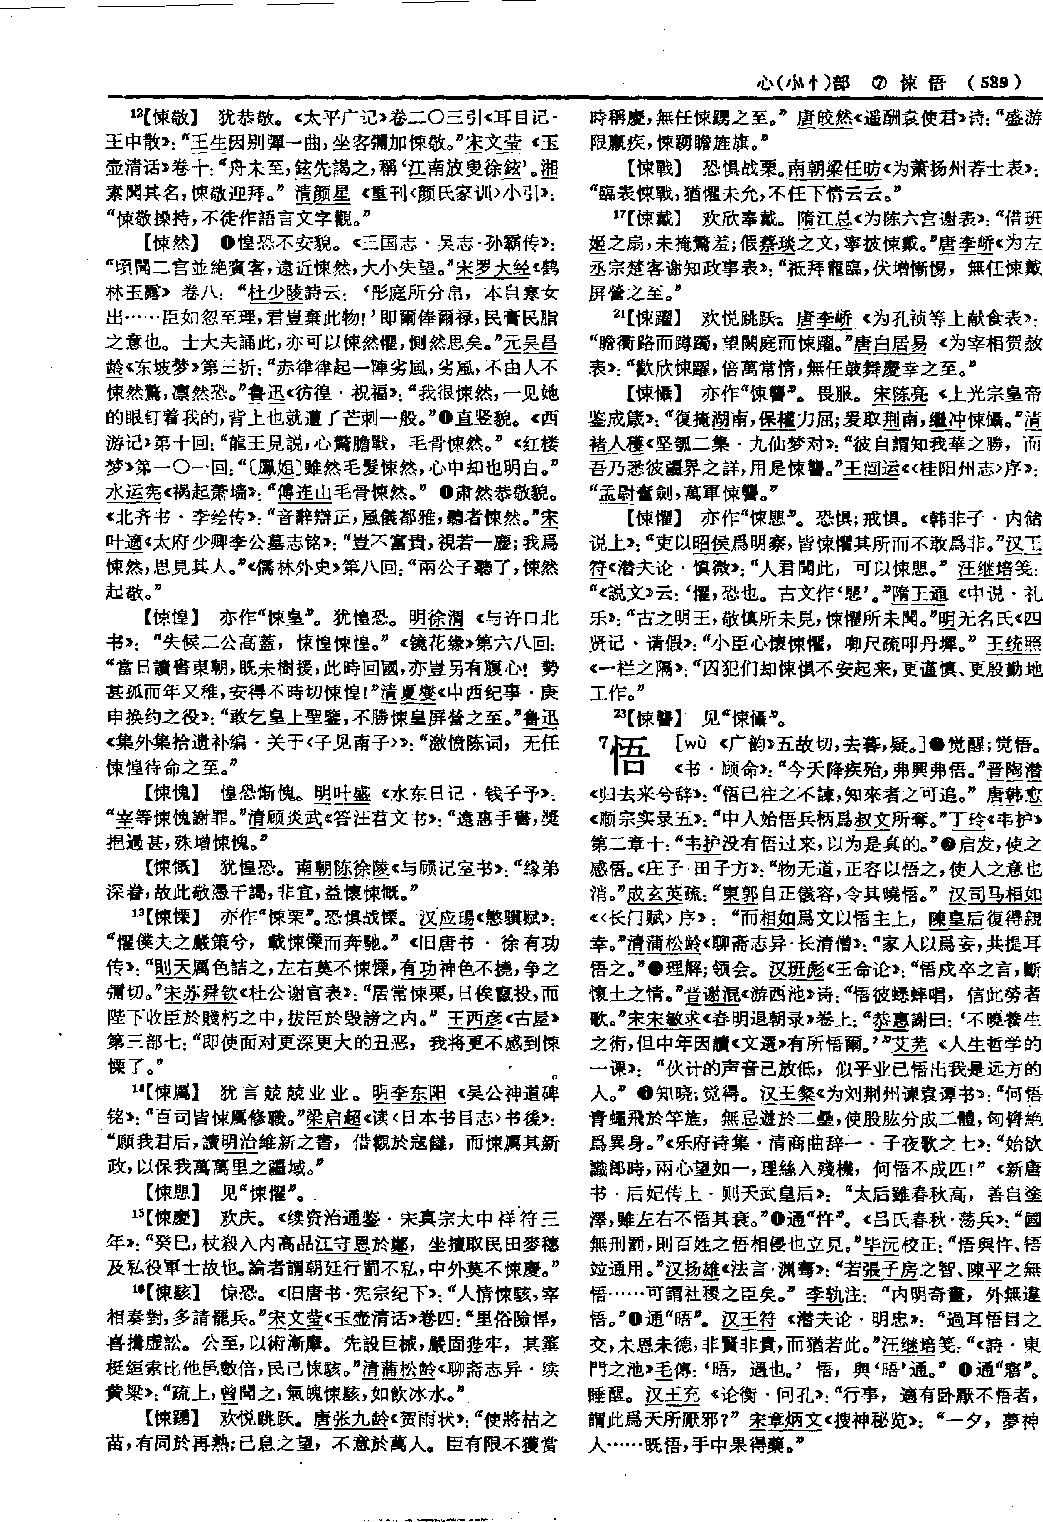 心(小忄)部 ⑦ 悚悟 (539)
12【悚敬】 犹恭敬。《太平广记》卷二〇三引《耳目记·
王中散》:“王生因别彈一曲,坐客彌加悚敬。”宋文莹《玉
壶清话》卷十:“舟未至,鉉先謁之,稱‘江南放叟徐鉉’。湘
素聞其名,悚敬迎拜。” 清颜星《重刊〈颜氏家训〉小引》:
“悚敬操持,不徒作語言文字觀。”
【悚然】 ❶惶恐不安貌。《三国志·吴志·孙霸传》:
“頃聞二宫並絶賓客,遠近悚然,大小失望。”宋罗大经《鹤
林玉露》卷八:“杜少陵詩云:‘彤庭所分帛,本自寒女
出……臣如忽至理,君豈棄此物!’即爾俸爾禄,民膏民脂
之意也。士大夫誦此,亦可以悚然懼,惻然思矣。”元吴昌
龄《东坡梦》第三折:“赤律律起一陣劣風,劣風,不由人不
悚然驚,凛然恐。”鲁迅《彷徨·祝福》:“我很悚然,一见她
的眼钉着我的,背上也就遭了芒刺一般。”❷直竖貌。《西
游记》第十回:“龍王見説,心驚膽戰,毛骨悚然。”《红楼
梦》第一〇一回:“〔鳳姐〕雖然毛髮悚然,心中却也明白。”
水运宪《祸起萧墙》:“傅连山毛骨悚然。” ❸肃然恭敬貌。
《北齐书·李绘传》:“音辭辯正,風儀都雅,聽者悚然。”宋
叶適《太府少卿李公墓志铭》:“豈不富貴,視若一塵;我爲
悚然,思見其人。”《儒林外史》第八回:“兩公子聽了,悚然
起敬。”
【悚惶】 亦作“悚皇”。犹惶恐。明徐渭《与许口北
书》:“失候二公高蓋,悚惶悚惶。”《镜花缘》第六八回:
“當日讀書東朝,既未樹援,此時回國,亦豈另有腹心!勢
甚孤而年又稚,安得不時切悚惶!”清夏燮《中西纪事·庚
申换约之役》:“敢乞皇上聖鑒,不勝悚皇屏營之至。”鲁迅
《集外集拾遗补编·关于〈子见南子〉》:“激愤陈词,无任
悚惶待命之至。”
【悚愧】 惶恐惭愧。明叶盛《水东日记·钱子予》:
“宰等悚愧謝罪。”清顾炎武《答汪苕文书》:“遠惠手書,奬
挹過甚,殊增悚愧。”
【悚慨】 犹惶恐。南朝陈徐陵《与顾记室书》:“缘弟
深眷,故此敬憑干謁,非宜,益懷悚慨。”
13【悚慄】 亦作“悚栗”。恐惧战慄。汉应瑒《慜骥赋》:
“懼僕夫之嚴策兮,載悚慄而奔馳。”《旧唐书·徐有功
传》:“則天厲色詰之,左右莫不悚慄,有功神色不撓,争之
彌切。”宋苏舜钦《杜公谢官表》:“居常悚栗,日俟竄投,而
陛下收臣於賤朽之中,拔臣於毁謗之内。” 王西彦《古屋》
第三部七:“即使面对更深更大的丑恶,我将更不感到悚
慄了。”
14【悚厲】 犹言兢兢业业。明李东阳《吴公神道碑
铭》:“百司皆悚厲修職。”梁启超《读〈日本书目志〉书後》:
“願我君后,讀明治維新之書,借觀於寇讎,而悚厲其新
政,以保我萬萬里之疆域。”
【悚思】 见“悚懼”。
15【悚慶】 欢庆。《续资治通鉴·宋真宗大中祥符三
年》:“癸巳,杖殺入内高品江守恩於鄭,坐擅取民田麥穗
及私役軍士故也。論者謂朝廷行罰不私,中外莫不悚慶。”
16【悚駭】 惊恐。《旧唐书·宪宗纪下》:“人情悚駭,宰
相奏對,多請罷兵。”宋文莹《玉壶清话》卷四:“里俗險悍,
喜搆虚訟。公至,以術漸摩。先設巨械,嚴固狴牢,其箠
梃絙索比他邑數倍,民已悚駭。”清蒲松龄《聊斋志异·续
黄粱》:“疏上,曾聞之,氣魄悚駭,如飲冰水。”
【悚踴】 欢悦跳跃。唐张九龄《贺雨状》:“使將枯之
苗,有同於再熟;已息之望,不意於萬人。臣有限不獲赏
時稱慶,無任悚踴之至。” 唐皎然《遥酬袁使君》诗:“盛游
限羸疾,悚踴瞻旌旗。”
【悚戰】 恐惧战栗。南朝梁任昉《为萧扬州荐士表》:
“臨表悚戰,猶懼未允,不任下情云云。”
17【悚戴】 欢欣奉戴。隋江总《为陈六宫谢表》:“借班
姬之扇,未掩驚羞;假蔡琰之文,寧披悚戴。”唐李峤《为左
丞宗楚客谢知政事表》:“祗拜寵臨,伏增慚惕,無任悚戴
屏營之至。”
21【悚躍】 欢悦跳跃。唐李峤《为孔祯等上献食表》:
“瞻衢路而蹲躅,望闕庭而悚躍。”唐白居易《为宰相贺赦
表》:“歡欣悚躍,倍萬常情,無任鼓舞慶幸之至。”
【悚懾】 亦作“悚讋”。畏服。宋陈亮《上光宗皇帝
鉴成箴》:“復掩湖南,保權力屈;爰取荆南,繼冲悚懾。”清
褚人穫《坚瓠二集·九仙梦对》:“彼自謂知我華之勝,而
吾乃悉彼疆界之詳,用是悚讋。”王闿运《〈桂阳州志〉序》:
“孟尉奮劍,萬軍悚讋。”
【悚懼】 亦作“悚思”。恐惧;戒惧。《韩非子·内储
说上》:“吏以昭侯爲明察,皆悚懼其所而不敢爲非。”汉王
符《潜夫论·慎微》:“人君聞此,可以悚思。” 汪继培笺:
“《説文》云:‘懼,恐也。古文作‘思’。”隋王通《中说·礼
乐》:“古之明王,敬慎所未見,悚懼所未聞。”明无名氏《四
贤记·请假》:“小臣心懷悚懼,啣尺疏叩丹墀。” 王统照
《一栏之隔》:“囚犯们却悚惧不安起来,更谨慎、更殷勤地
工作。”
23【悚讋】 见“悚懾”。
7悟 [wù 《广韵》五故切,去暮,疑。]❶觉醒;觉悟。
《书·顾命》:“今天降疾殆,弗興弗悟。”晋陶潜
《归去来兮辞》:“悟已往之不諫,知來者之可追。” 唐韩愈
《顺宗实录五》:“中人始悟兵柄爲叔文所奪。”丁玲《韦护》
第二章十:“韦护没有悟过来,以为是真的。”❷启发,使之
感悟。《庄子·田子方》:“物无道,正容以悟之,使人之意也
消。”成玄英疏:“東郭自正儀容,令其曉悟。” 汉司马相如
《〈长门赋〉序》:“而相如爲文以悟主上,陳皇后復得親
幸。”清蒲松龄《聊斋志异·长清僧》:“家人以爲妄,共提耳
悟之。”❸理解;领会。汉班彪《王命论》:“悟戍卒之言,斷
懷土之情。”晋谢混《游西池》诗:“悟彼蟋蟀唱,信此勞者
歌。”宋宋敏求《春明退朝录》卷上:“恭惠謝曰:‘不曉養生
之術,但中年因讀《文選》有所悟爾。’”艾芜《人生哲学的
一课》:“伙计的声音已放低,似乎业已悟出我是远方的
人。” ❹知晓;觉得。汉王粲《为刘荆州谏袁谭书》:“何悟
青蠅飛於竿旌,無忌遊於二壘,使股肱分成二體,匈膂絶
爲異身。”《乐府诗集·清商曲辞一·子夜歌之七》:“始欲
識郎時,兩心望如一,理絲入殘機,何悟不成匹!”《新唐
书·后妃传上·则天武皇后》:“太后雖春秋高,善自塗
澤,雖左右不悟其衰。”❺通“忤”。《吕氏春秋·荡兵》:“國
無刑罰,則百姓之悟相侵也立見。”毕沅校正:“悟與忤、牾
竝通用。”汉扬雄《法言·渊骞》:“若張子房之智、陳平之無
悟……可謂社稷之臣矣。” 李轨注:“内明奇畫,外無違
悟。”❻通“晤”。汉王符《潜夫论·明忠》:“過耳悟目之
交,未恩未德,非賢非貴,而猶若此。”汪继培笺:“《詩·東
門之池》毛傳:‘晤,遇也。’悟,與‘晤’通。” ❼通“寤”。
睡醒。汉王充《论衡·问孔》:“行事,適有卧厭不悟者,
謂此爲天所厭邪?” 宋章炳文《搜神秘览》:“一夕,夢神
人……既悟,手中果得藥。”